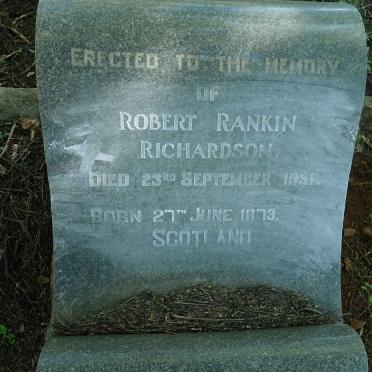 ERECTED TO THE MEMORY
OF
ROBERT RANKIN
RICHARDSON.
DIED 23RD SEPTEMBER
BORN 27TH JUNE 1873.
SCOTLAND